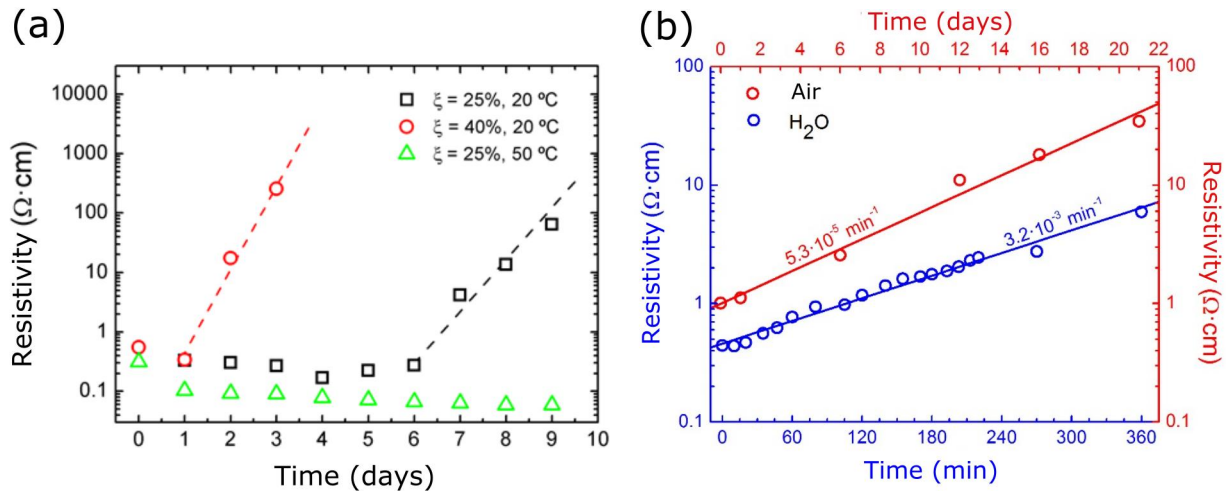 (a)
10000
1000
100
10
1
0.1
Resistivity (Ω·cm)
ξ = 25%, 20 ºC
ξ = 40%, 20 ºC
ξ = 25%, 50 ºC
0 1 2 3 4 5 6 7 8 9 10
Time (days)
(b)
Time (days)
0 2 4 6 8 10 12 14 16 18 20 22
100
10
1
0.1
Resistivity (Ω·cm)
Air
H2O
5.3·10-5 min-1
3.2·10-3 min-1
100
10
1
0.1
Resistivity (Ω·cm)
0 60 120 180 240 300 360
Time (min)